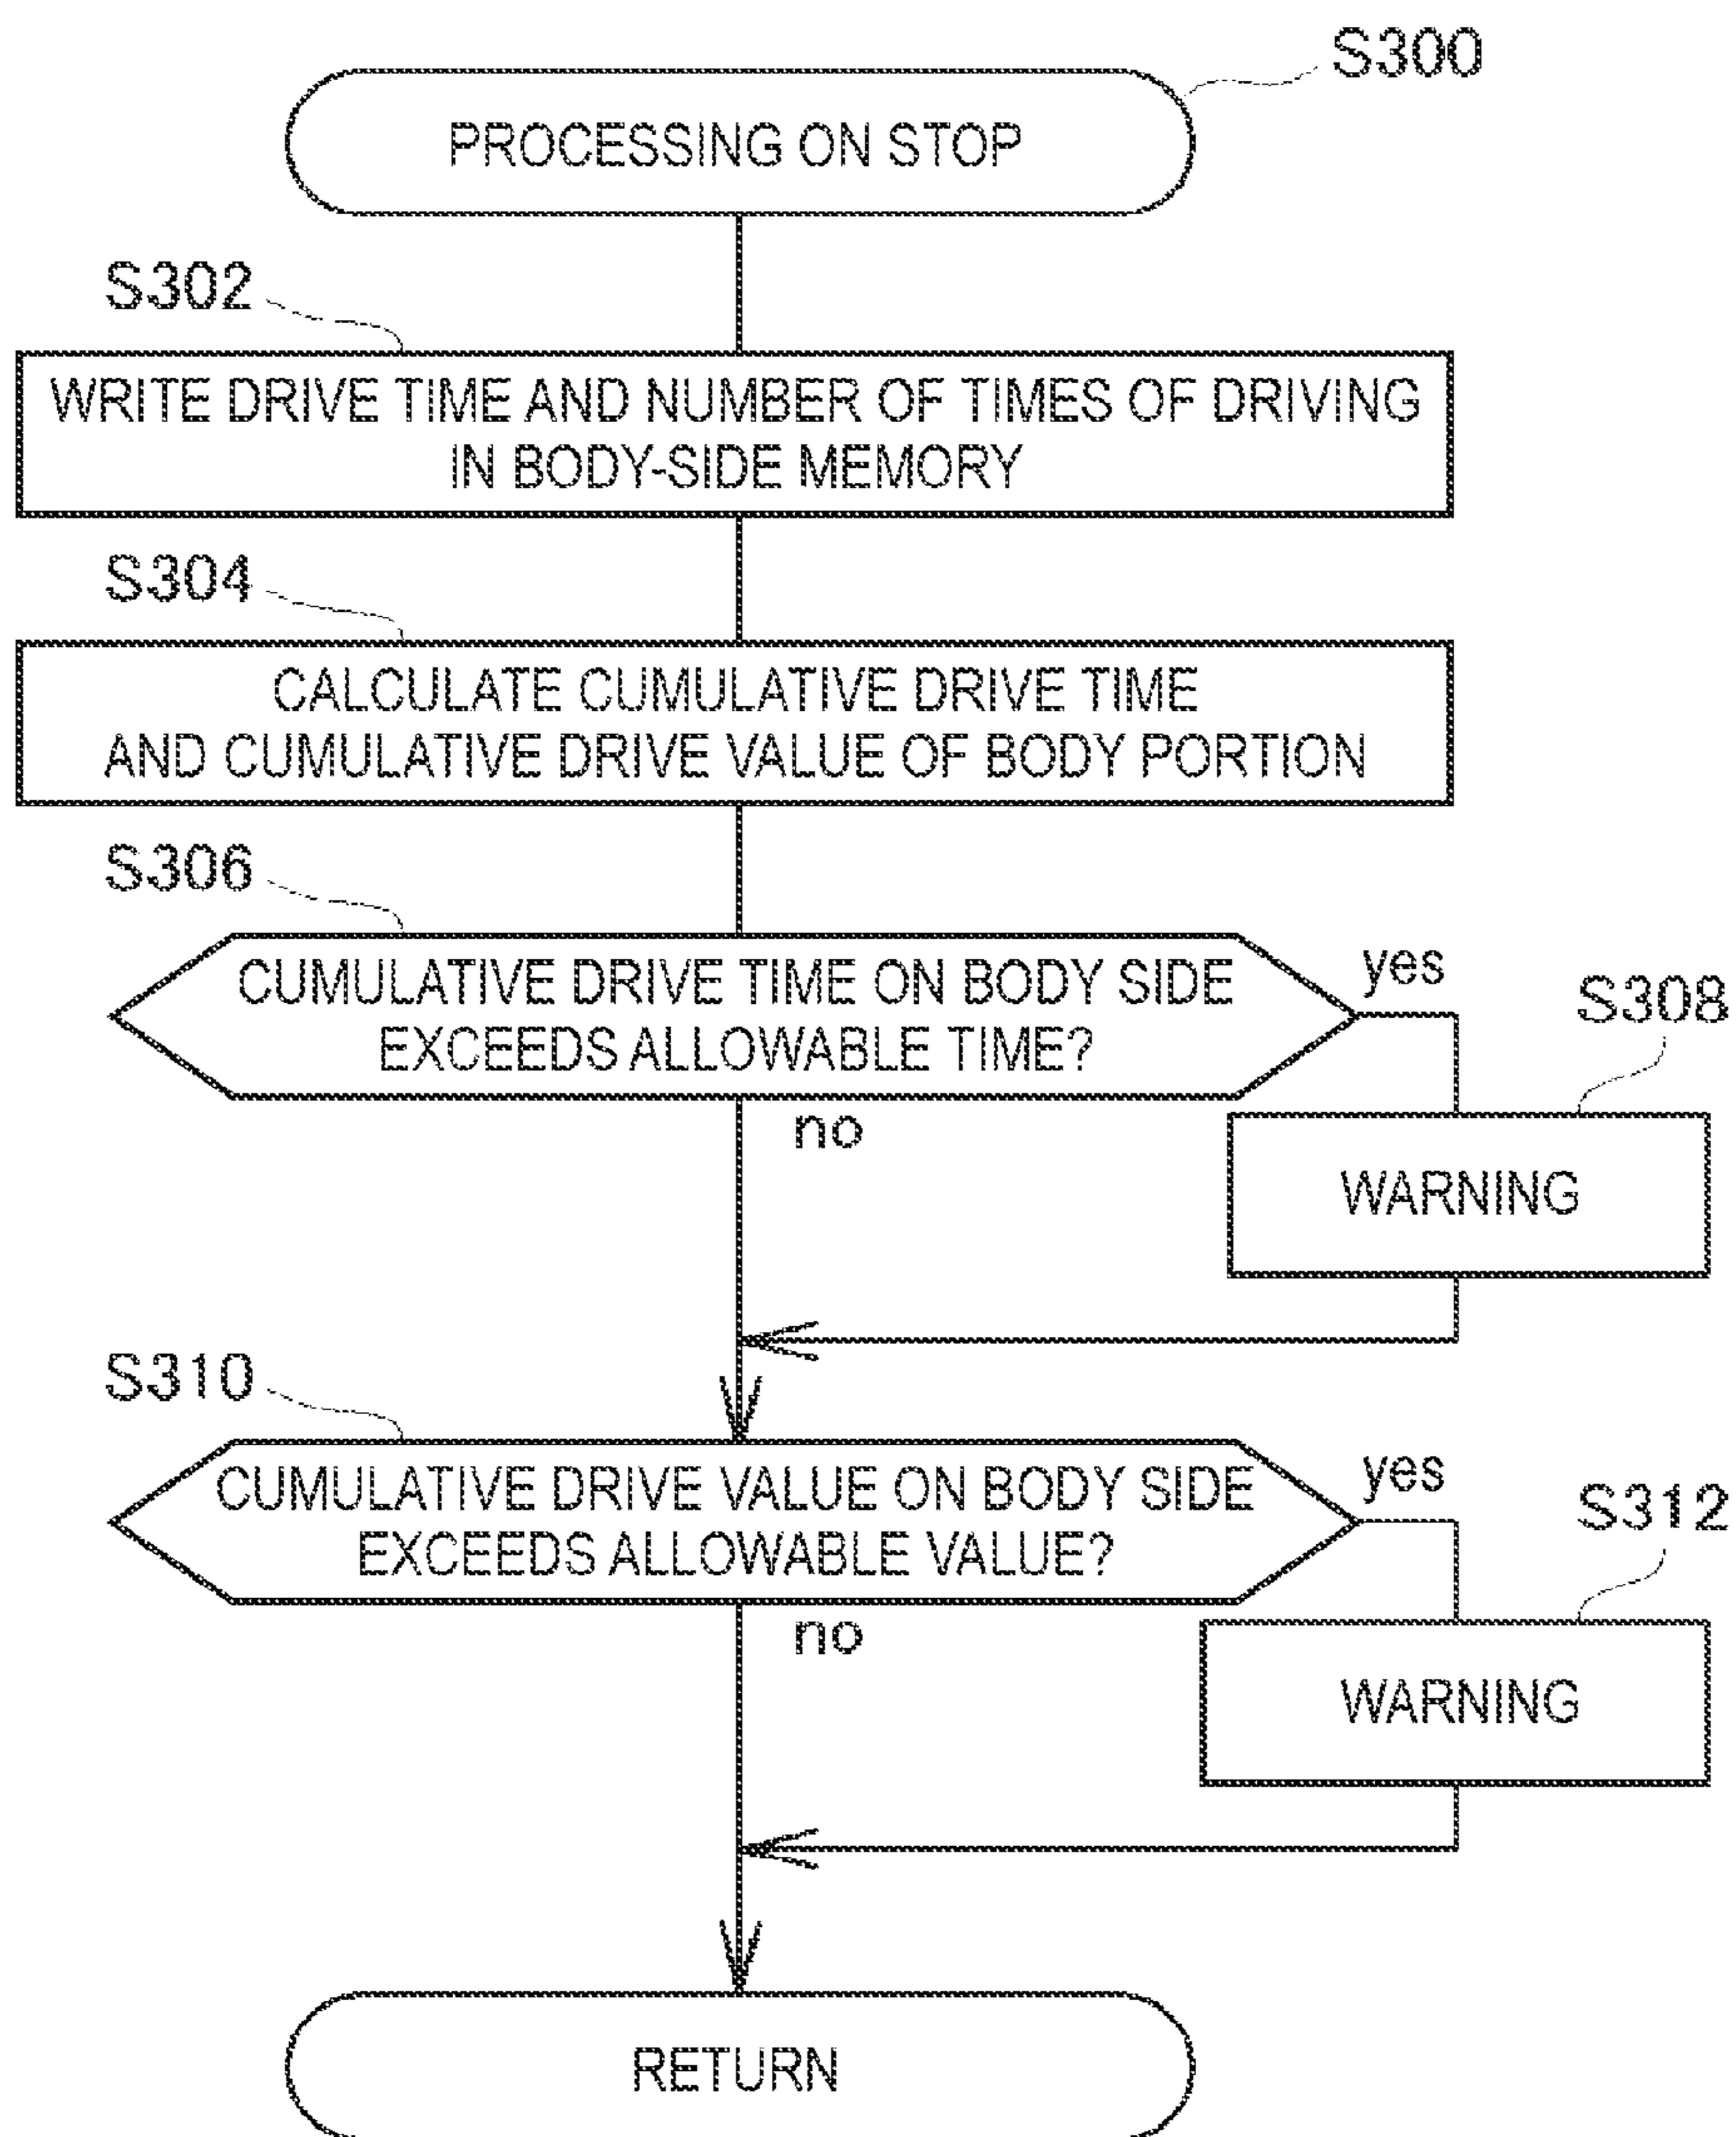 S300
PROCESSING ON STOP
S302
WRITE DRIVE TIME AND NUMBER OF TIMES OF DRIVING
IN BODY-SIDE MEMORY
S304
CALCULATE CUMULATIVE DRIVE TIME
AND CUMULATIVE DRIVE VALUE OF BODY PORTION
S306
CUMULATIVE DRIVE TIME ON BODY SIDE
EXCEEDS ALLOWABLE TIME?
yes
S308
no
WARNING
S310
CUMULATIVE DRIVE VALUE ON BODY SIDE
EXCEEDS ALLOWABLE VALUE?
yes
S312
no
WARNING
RETURN